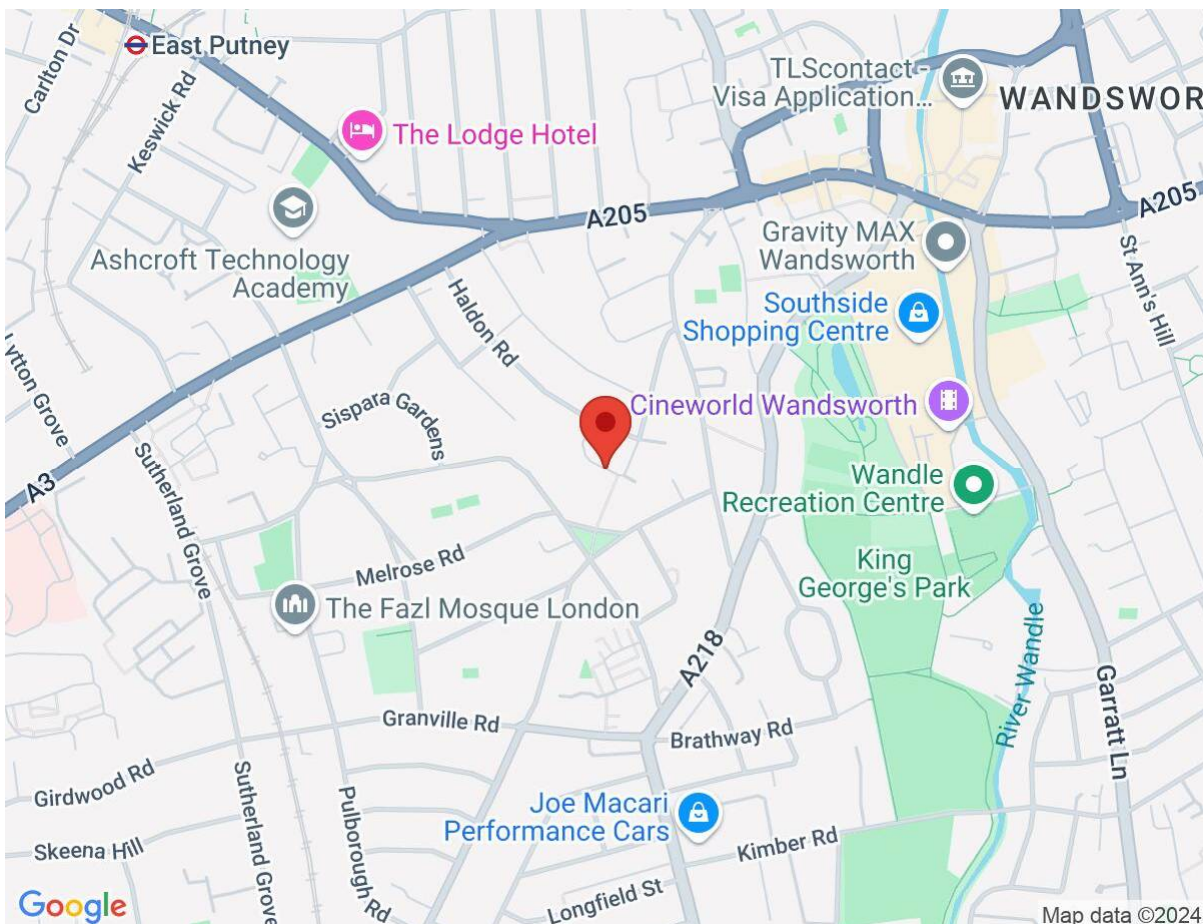 East Putney
Carlton Dr
Keswick Rd
TLScontact -
Visa Application...
WANDSWOR
The Lodge Hotel
A205
A205
Ashcroft Technology
Academy
Gravity MAX
Wandsworth
St Ann's Hill
Haldon Rd
Southside
Shopping Centre
Lytton Grove
Sispara Gardens
Cineworld Wandsworth
A3
Sutherland Grove
Wandle
Recreation Centre
Melrose Rd
King
George's Park
The Fazl Mosque London
A218
River Wandle
Garratt Ln
Granville Rd
Brathway Rd
Girdwood Rd
Sutherland Grove
Pulborough Rd
Joe Macari
Performance Cars
Skeena Hill
Kimber Rd
Longfield St
Google
Map data ©2024